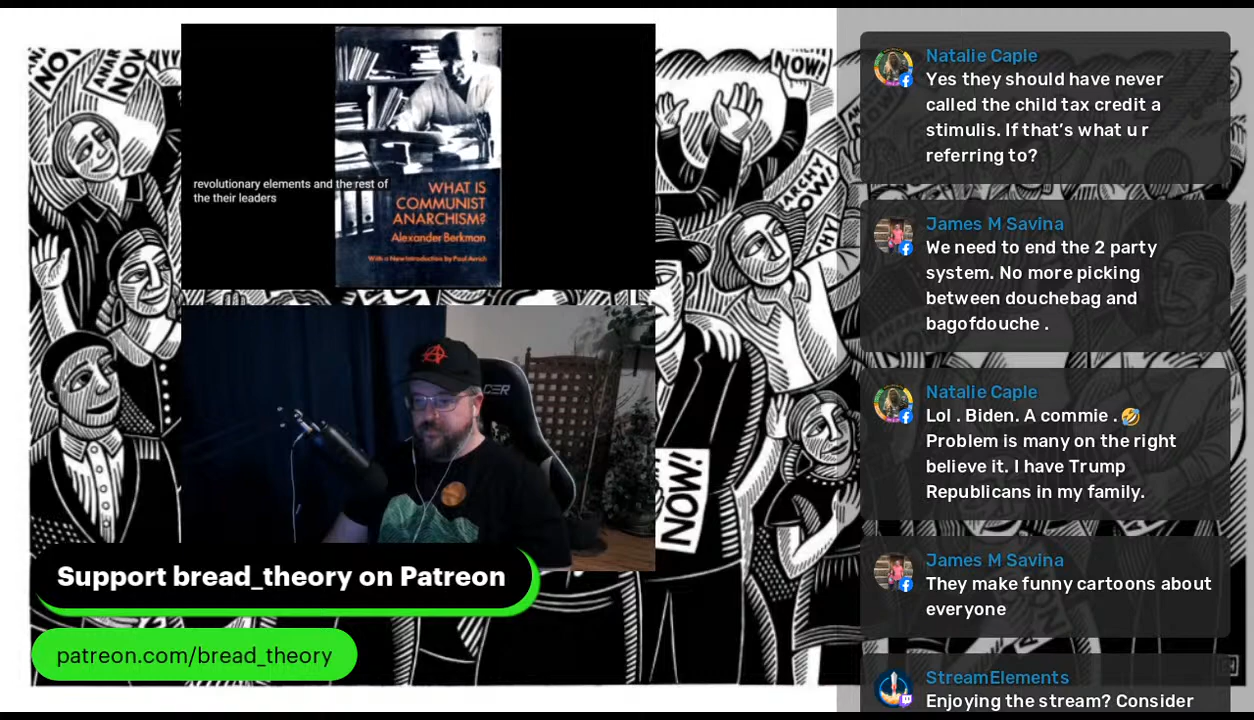 NOW!
NOW
NOW!
ANARCHY
NOW!
NOW!
revolutionary elements and the rest of
the their leaders
WHAT IS
COMMUNIST
ANARCHISM?
Alexander Berkman
With a New Introduction by Paul Avrich
CER
Support bread_theory on Patreon
patreon.com/bread_theory
Natalie Caple
Yes they should have never
called the child tax credit a
stimulis. If that’s what u r
referring to?
James M Savina
We need to end the 2 party
system. No more picking
between douchebag and
bagofdouche .
Natalie Caple
Lol . Biden. A commie . 🤣
Problem is many on the right
believe it. I have Trump
Republicans in my family.
James M Savina
They make funny cartoons about
everyone
StreamElements
Enjoying the stream? Consider